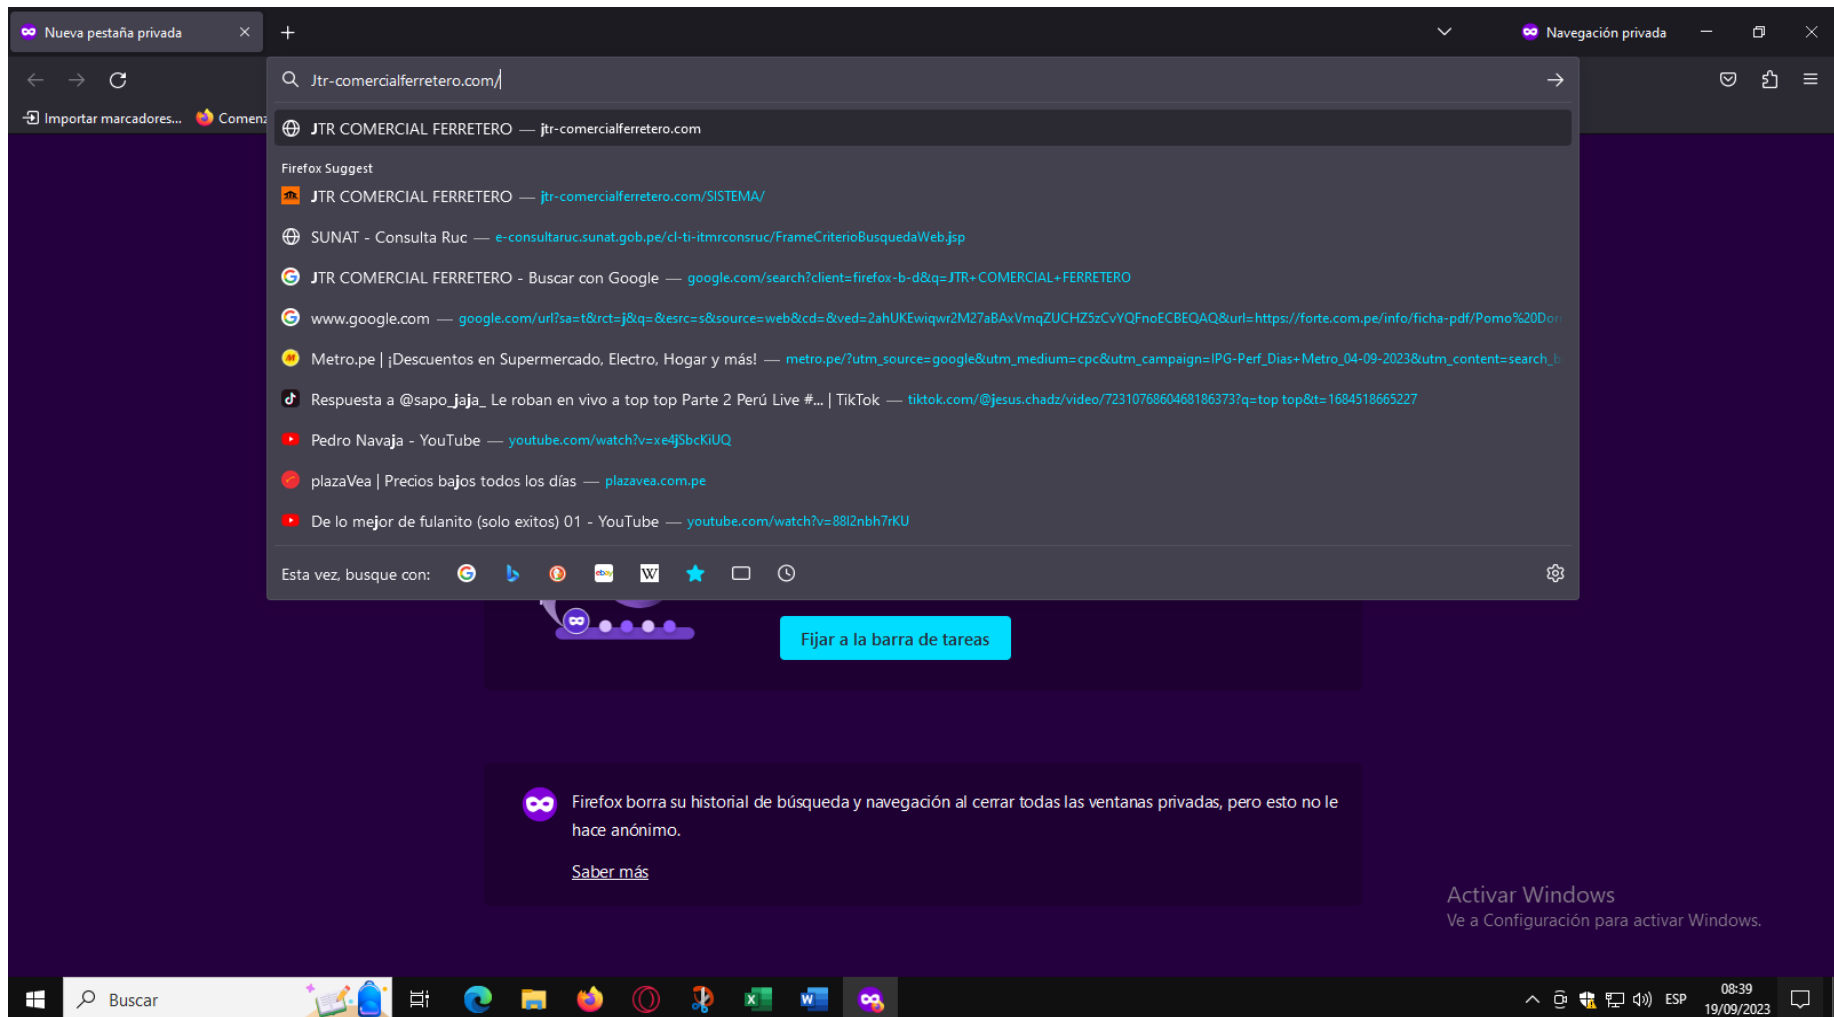 Nueva pestaña privada
Navegación privada
Jtr-comercialferretero.com/
Importar marcadores...
JTR COMERCIAL FERRETERO — jtr-comercialferretero.com
Firefox Suggest
JTR COMERCIAL FERRETERO — jtr-comercialferretero.com/SISTEMA/
SUNAT - Consulta Ruc — e-consultaruc.sunat.gob.pe/cl-ti-itmrconsruc/FrameCriterioBusquedaWeb.jsp
JTR COMERCIAL FERRETERO - Buscar con Google — google.com/search?client=firefox-b-d&q=JTR+COMERCIAL+FERRETERO
www.google.com — google.com/url?sa=t&rct=j&q=&esrc=s&source=web&cd=&ved=2ahUKEwiqwr2M27aBAxVmqZUCHZ5zCvYQFnoECBEQAQ&url=https://forte.com.pe/info/ficha-pdf/Pomo%20Dor
Metro.pe | ¡Descuentos en Supermercado, Electro, Hogar y más! — metro.pe/?utm_source=google&utm_medium=cpc&utm_campaign=IPG-Perf_Dias+Metro_04-09-2023&utm_content=search_b
Respuesta a @sapo_jaja_ Le roban en vivo a top top Parte 2 Perú Live #... | TikTok — tiktok.com/@jesus.chadz/video/7231076860468186373?q=top top&t=1684518665227
Pedro Navaja - YouTube — youtube.com/watch?v=xe4jSbcKiUQ
plazaVea | Precios bajos todos los días — plazavea.com.pe
De lo mejor de fulanito (solo exitos) 01 - YouTube — youtube.com/watch?v=88l2nbh7rKU
Esta vez, busque con:
Fijar a la barra de tareas
Firefox borra su historial de búsqueda y navegación al cerrar todas las ventanas privadas, pero esto no le
hace anónimo.
Saber más
Activar Windows
Ve a Configuración para activar Windows.
Buscar
ESP
08:39
19/09/2023